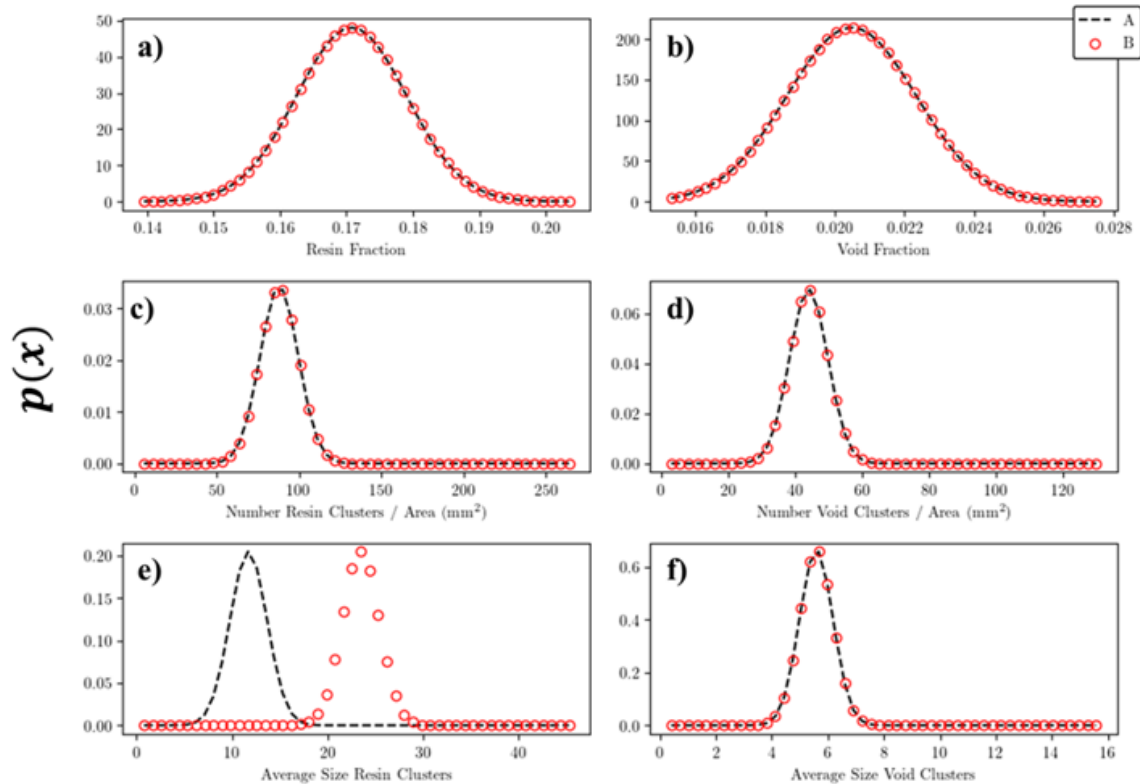 a)
50
40
30
20
10
0
0.14 0.15 0.16 0.17 0.18 0.19 0.20
Resin Fraction
b)
A
B
200
150
100
50
0
0.016 0.018 0.020 0.022 0.024 0.026 0.028
Void Fraction
p(x)
c)
0.03
0.02
0.01
0.00
0 50 100 150 200 250
Number Resin Clusters / Area (mm²)
d)
0.06
0.04
0.02
0.00
0 20 40 60 80 100 120
Number Void Clusters / Area (mm²)
e)
0.20
0.15
0.10
0.05
0.00
0 10 20 30 40
Average Size Resin Clusters
f)
0.6
0.4
0.2
0.0
0 2 4 6 8 10 12 14 16
Average Size Void Clusters